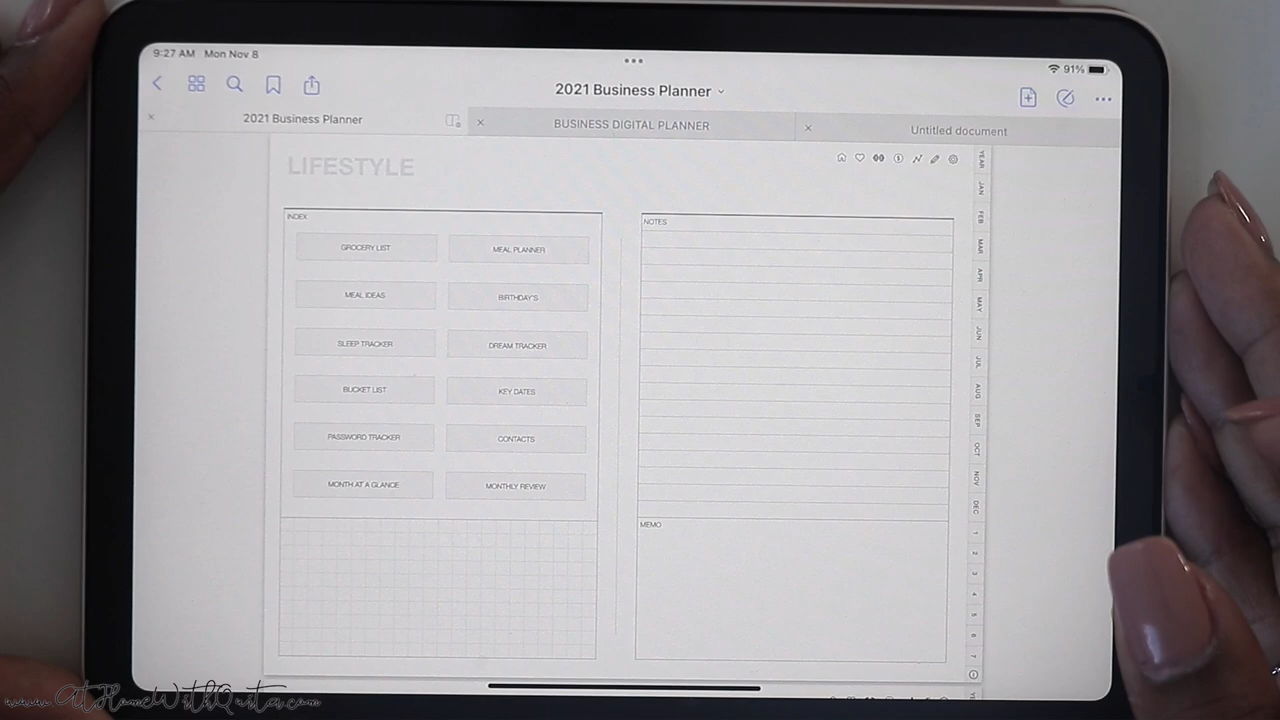 9:27 AM Mon Nov 8
91%
2021 Business Planner
2021 Business Planner
BUSINESS DIGITAL PLANNER
Untitled document
LIFESTYLE
INDEX
GROCERY LIST
MEAL PLANNER
MEAL IDEAS
BIRTHDAY'S
SLEEP TRACKER
DREAM TRACKER
BUCKET LIST
KEY DATES
PASSWORD TRACKER
CONTACTS
MONTH AT A GLANCE
MONTHLY REVIEW
NOTES
MEMO
YEAR
JAN
FEB
MAR
APR
MAY
JUN
JUL
AUG
SEP
OCT
NOV
DEC
1
2
3
4
5
6
7
www.AtHomeWithQuita.com